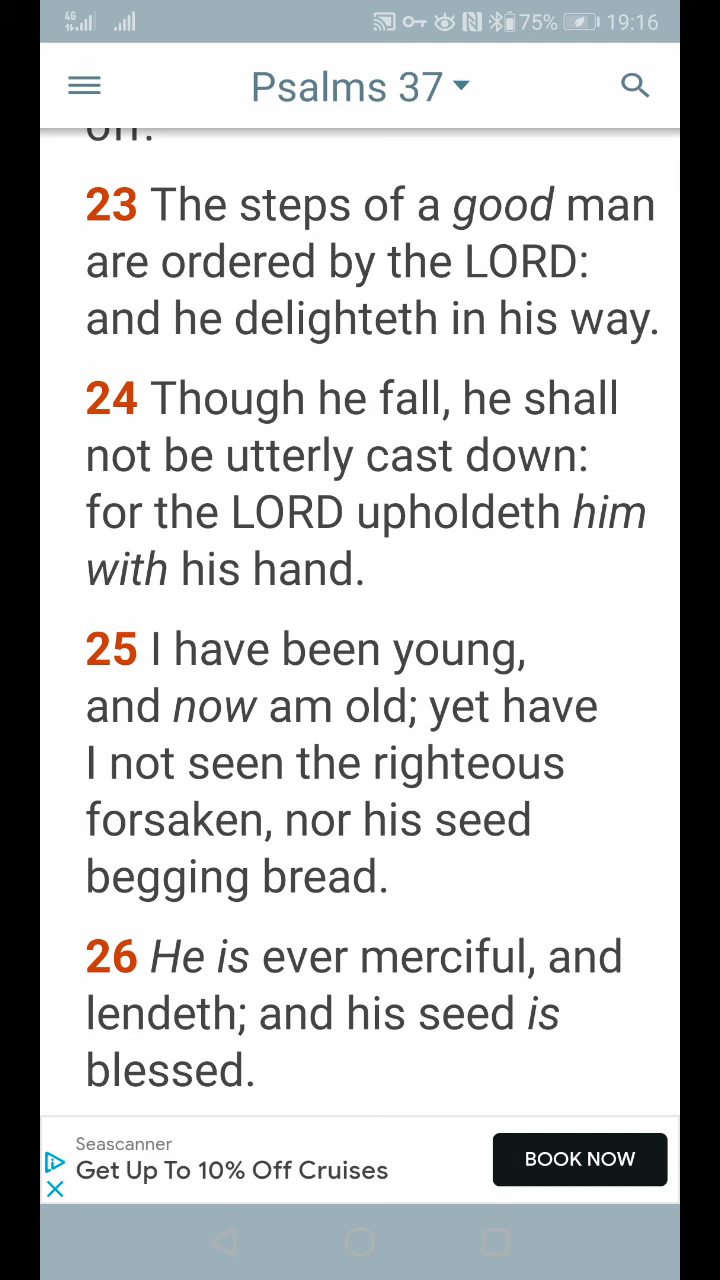 4G 75% 19:16
Psalms 37
off.
23 The steps of a good man
are ordered by the LORD:
and he delighteth in his way.
24 Though he fall, he shall
not be utterly cast down:
for the LORD upholdeth him
with his hand.
25 I have been young,
and now am old; yet have
I not seen the righteous
forsaken, nor his seed
begging bread.
26 He is ever merciful, and
lendeth; and his seed is
blessed.
Seascanner
Get Up To 10% Off Cruises
BOOK NOW